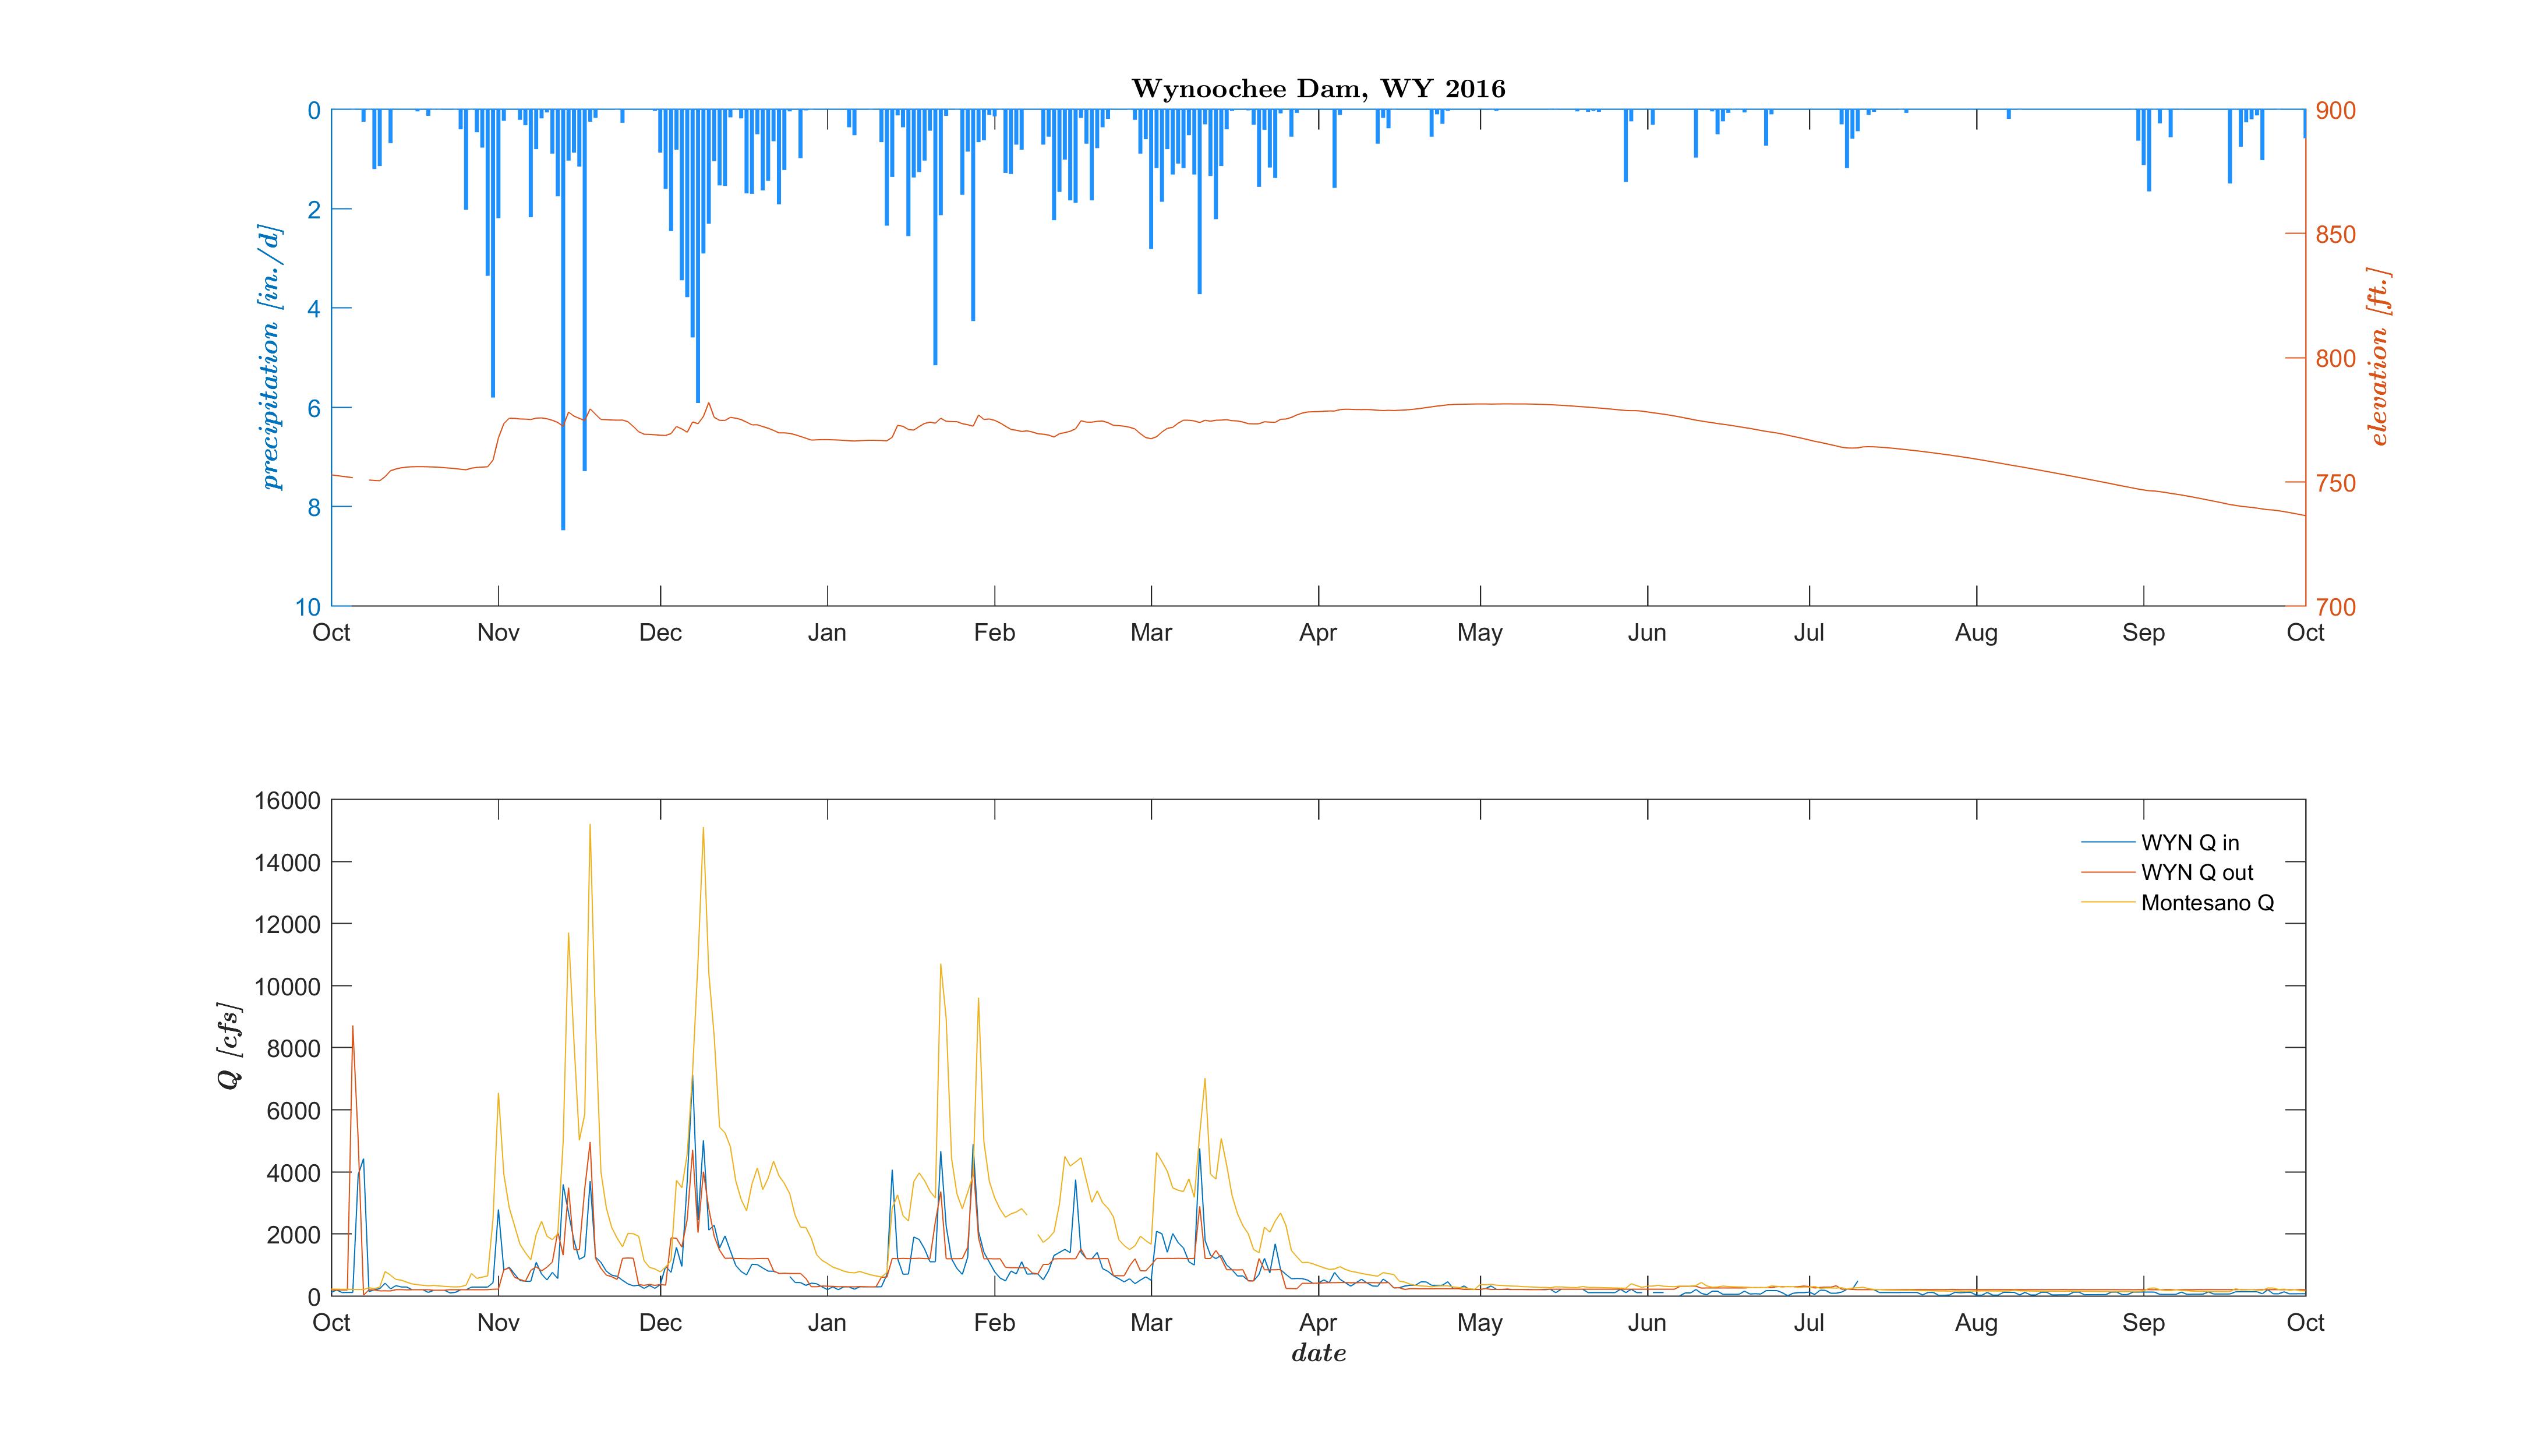 Wynoochee Dam, WY 2016
0
2
4
6
8
10
precipitation [in./d]
900
850
800
750
700
elevation [ft.]
Oct Nov Dec Jan Feb Mar Apr May Jun Jul Aug Sep Oct
16000
14000
12000
10000
8000
6000
4000
2000
0
Q [cfs]
WYN Q in
WYN Q out
Montesano Q
Oct Nov Dec Jan Feb Mar Apr May Jun Jul Aug Sep Oct
date